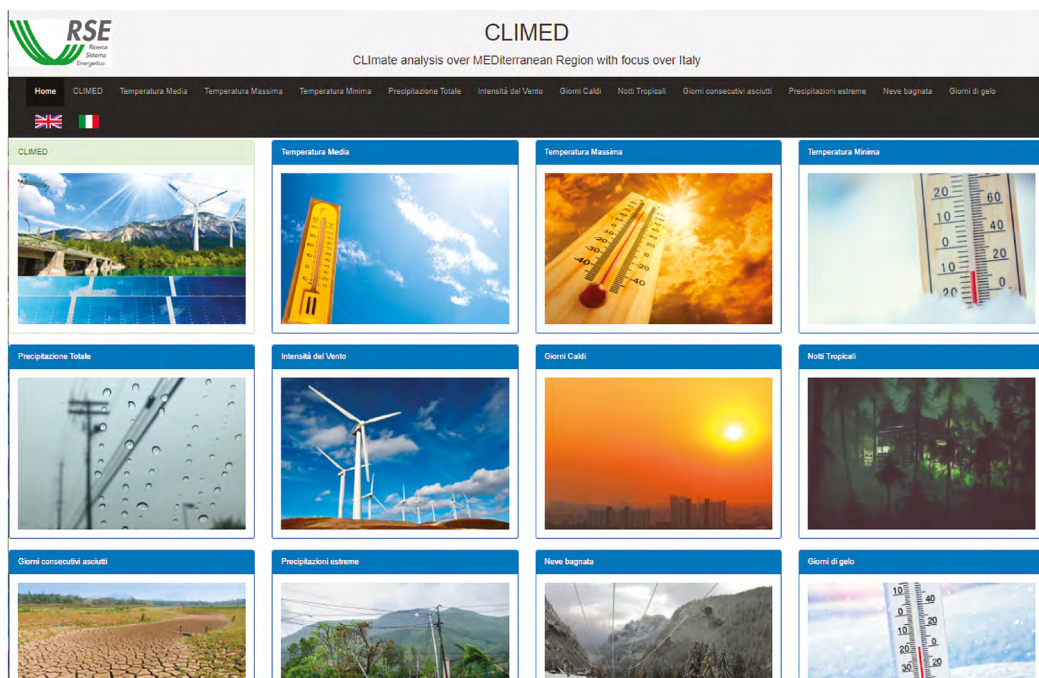 RSE
Ricerca
Sistema
Energetico
CLIMED
CLImate analysis over MEDiterranean Region with focus over Italy
Home CLIMED Temperatura Media Temperatura Massima Temperatura Minima Precipitazione Totale Intensità del Vento Giorni Caldi Notti Tropicali Giorni consecutivi asciutti Precipitazioni estreme Neve bagnata Giorni di gelo
CLIMED Temperatura Media Temperatura Massima Temperatura Minima
Precipitazione Totale Intensità del Vento Giorni Caldi Notti Tropicali
Giorni consecutivi asciutti Precipitazioni estreme Neve bagnata Giorni di gelo